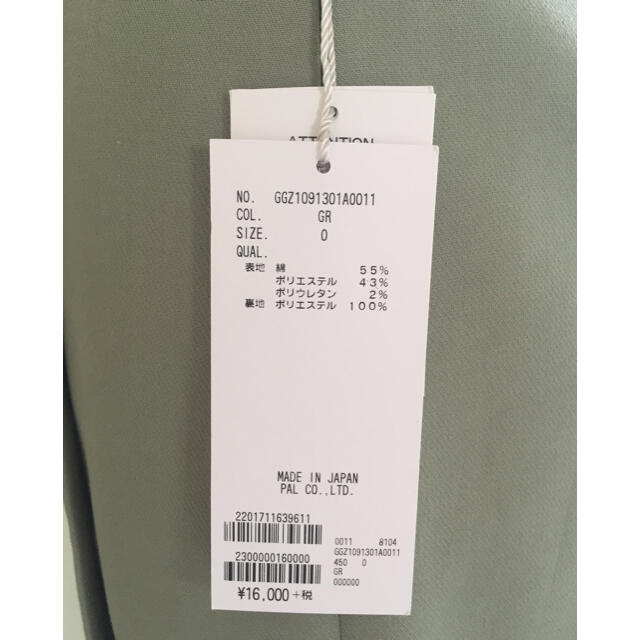 ATTENTION
NO. GGZ1091301A0011
COL. GR
SIZE. 0
QUAL.
表地 綿 55%
ポリエステル 43%
ポリウレタン 2%
裏地 ポリエステル 100%
MADE IN JAPAN
PAL CO.,LTD.
2201711639611
2300000160000
¥16,000+税
0011 8104
GGZ1091301A0011
450 0
GR
000000